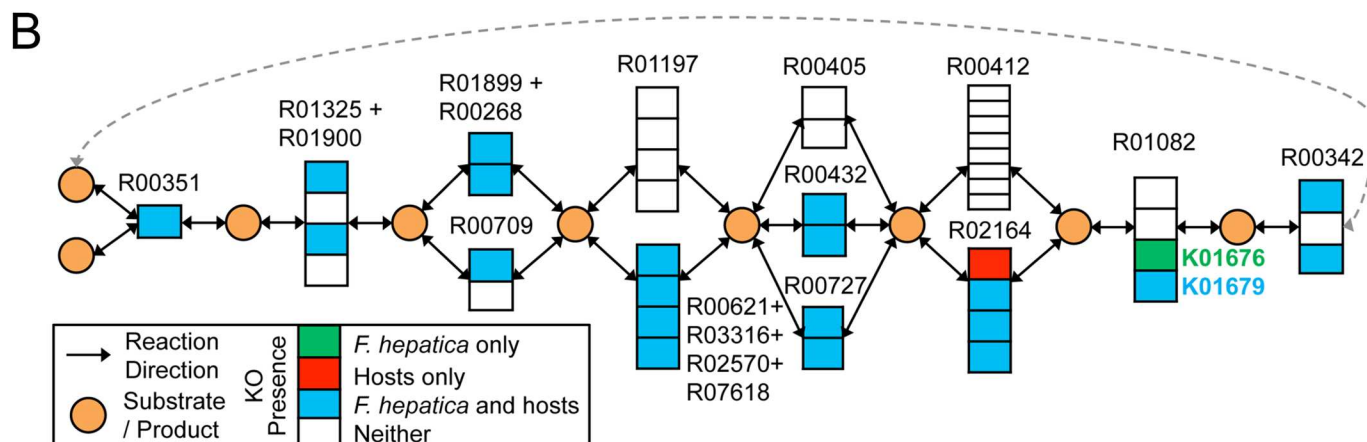 B
R00351
R01325 +
R01900
R01899 +
R00268
R00709
R01197
R00621+
R03316+
R02570+
R07618
R00405
R00432
R00727
R00412
R02164
R01082
K01676
K01679
R00342
Reaction
Direction
Substrate
/ Product
KO
Presence
F. hepatica only
Hosts only
F. hepatica and hosts
Neither